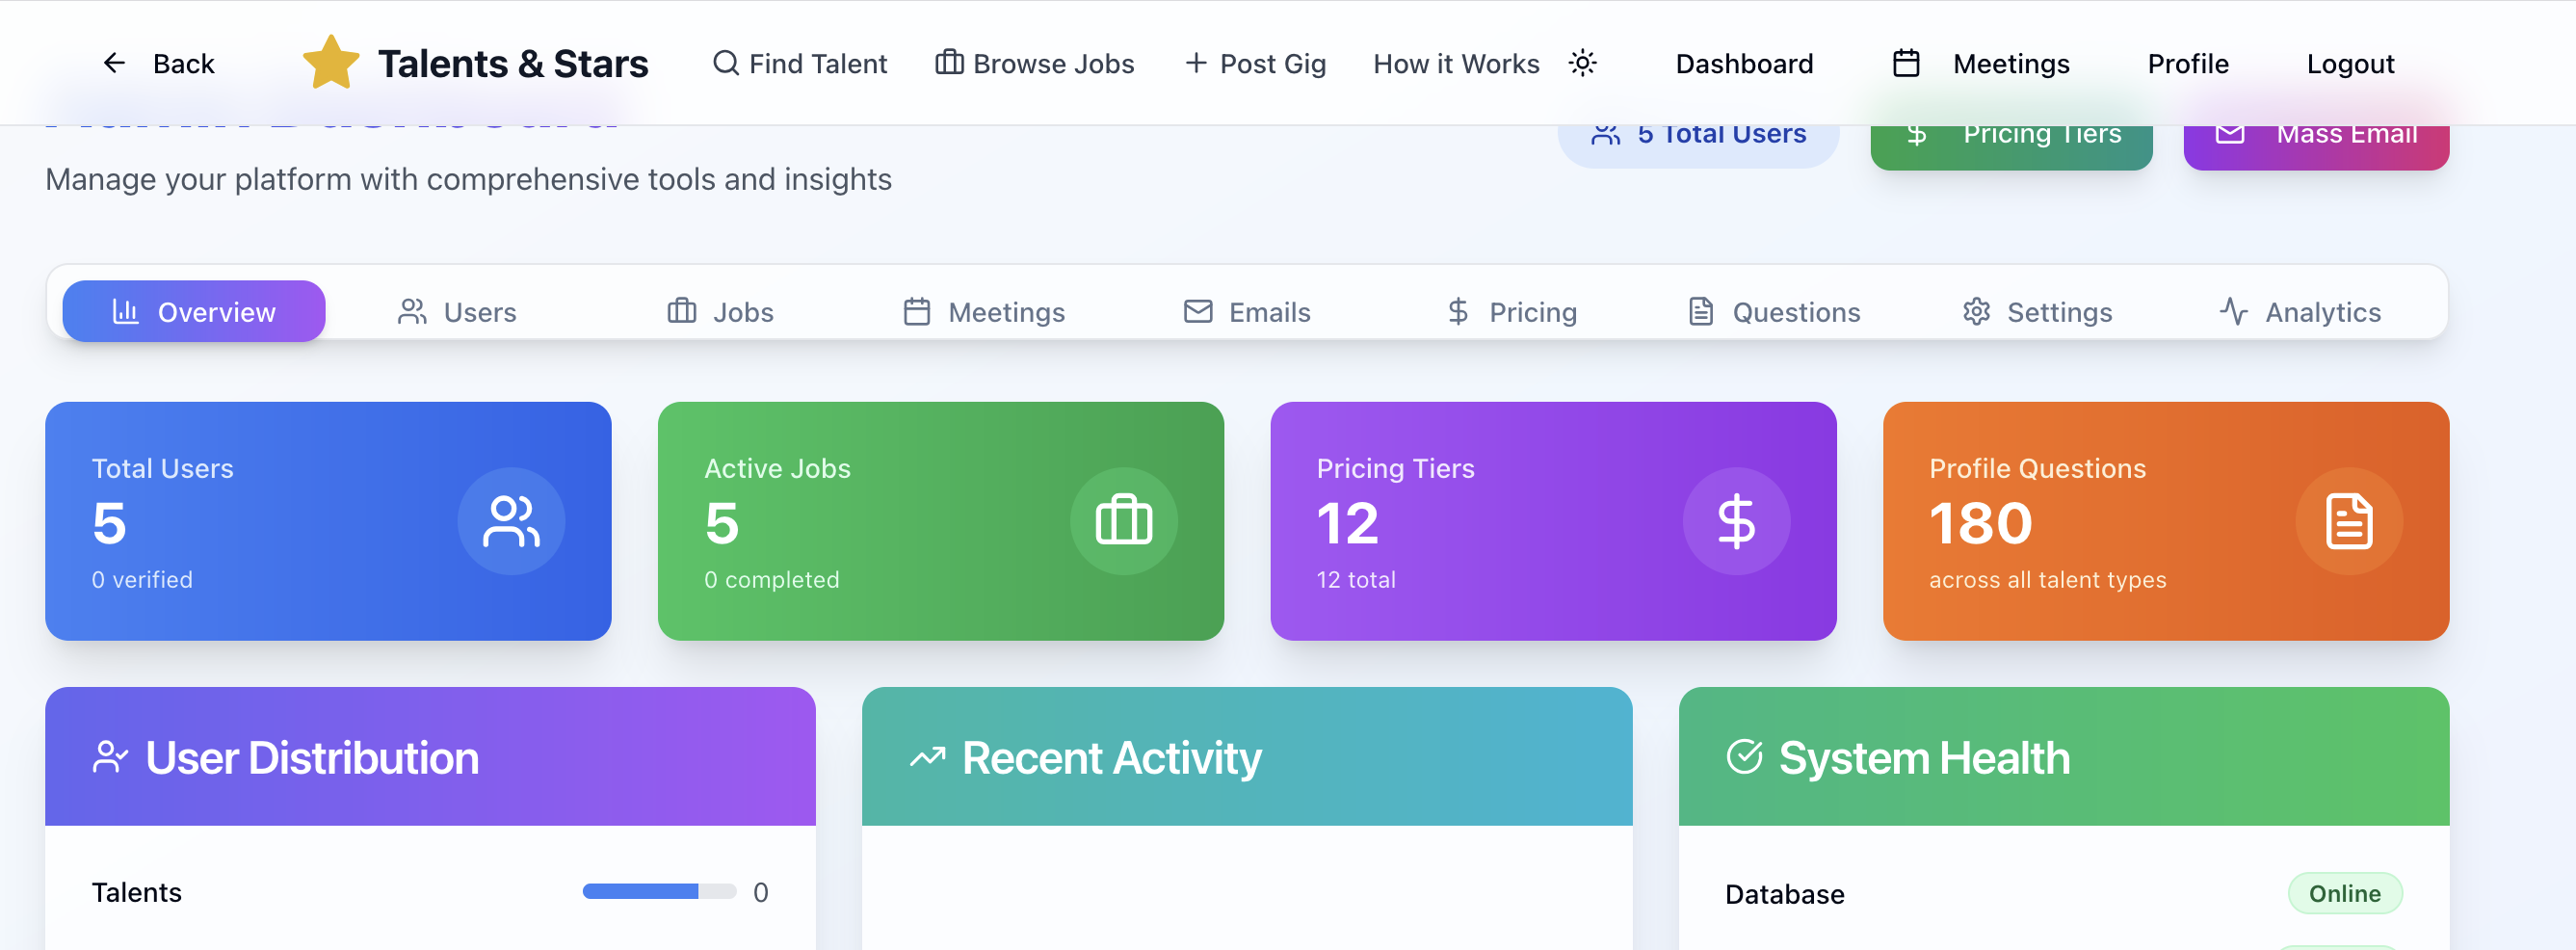 Back
Talents & Stars
Find Talent
Browse Jobs
Post Gig
How it Works
Dashboard
Meetings
Profile
Logout
5 Total Users
Pricing Tiers
Mass Email
Manage your platform with comprehensive tools and insights
Overview
Users
Jobs
Meetings
Emails
Pricing
Questions
Settings
Analytics
Total Users
5
0 verified
Active Jobs
5
0 completed
Pricing Tiers
12
12 total
Profile Questions
180
across all talent types
User Distribution
Recent Activity
System Health
Talents
0
Database
Online